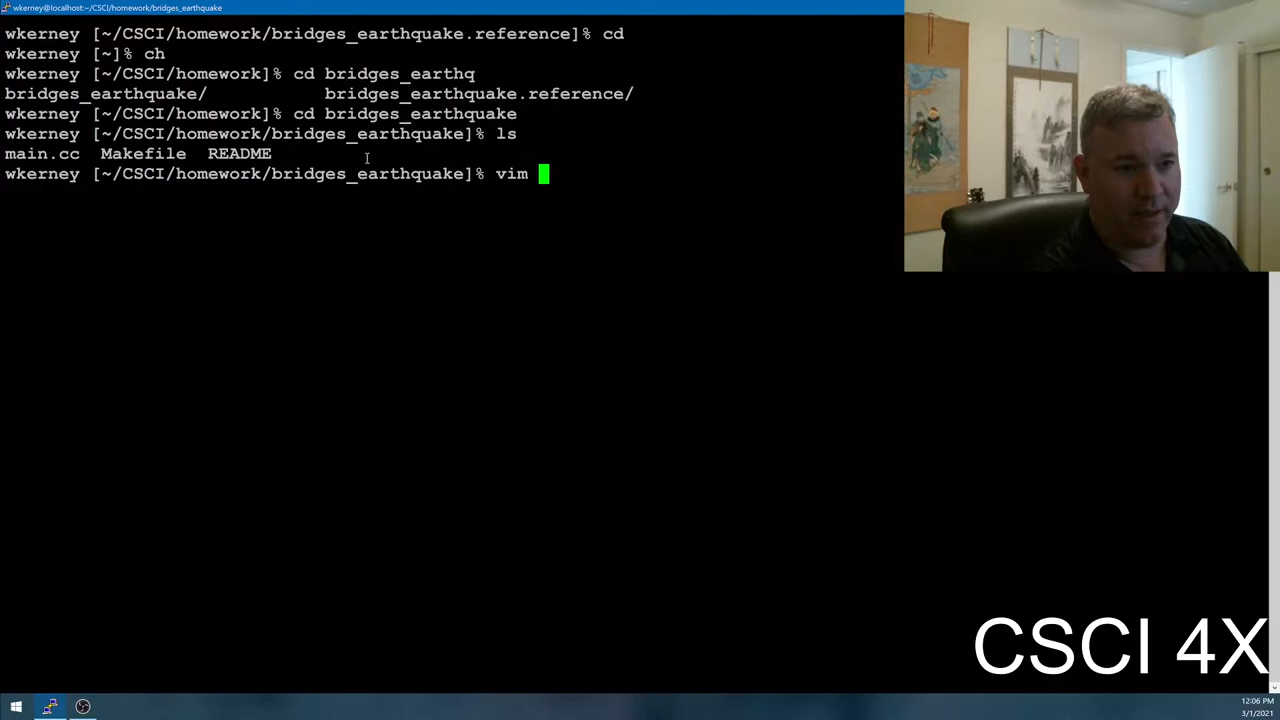 wkerney@localhost:~/CSCI/homework/bridges_earthquake
wkerney [~/CSCI/homework/bridges_earthquake.reference]% cd
wkerney [~]% ch
wkerney [~/CSCI/homework]% cd bridges_earthq
bridges_earthquake/ bridges_earthquake.reference/
wkerney [~/CSCI/homework]% cd bridges_earthquake
wkerney [~/CSCI/homework/bridges_earthquake]% ls
main.cc Makefile README
wkerney [~/CSCI/homework/bridges_earthquake]% vim
CSCI 4X
12:06 PM
3/1/2021